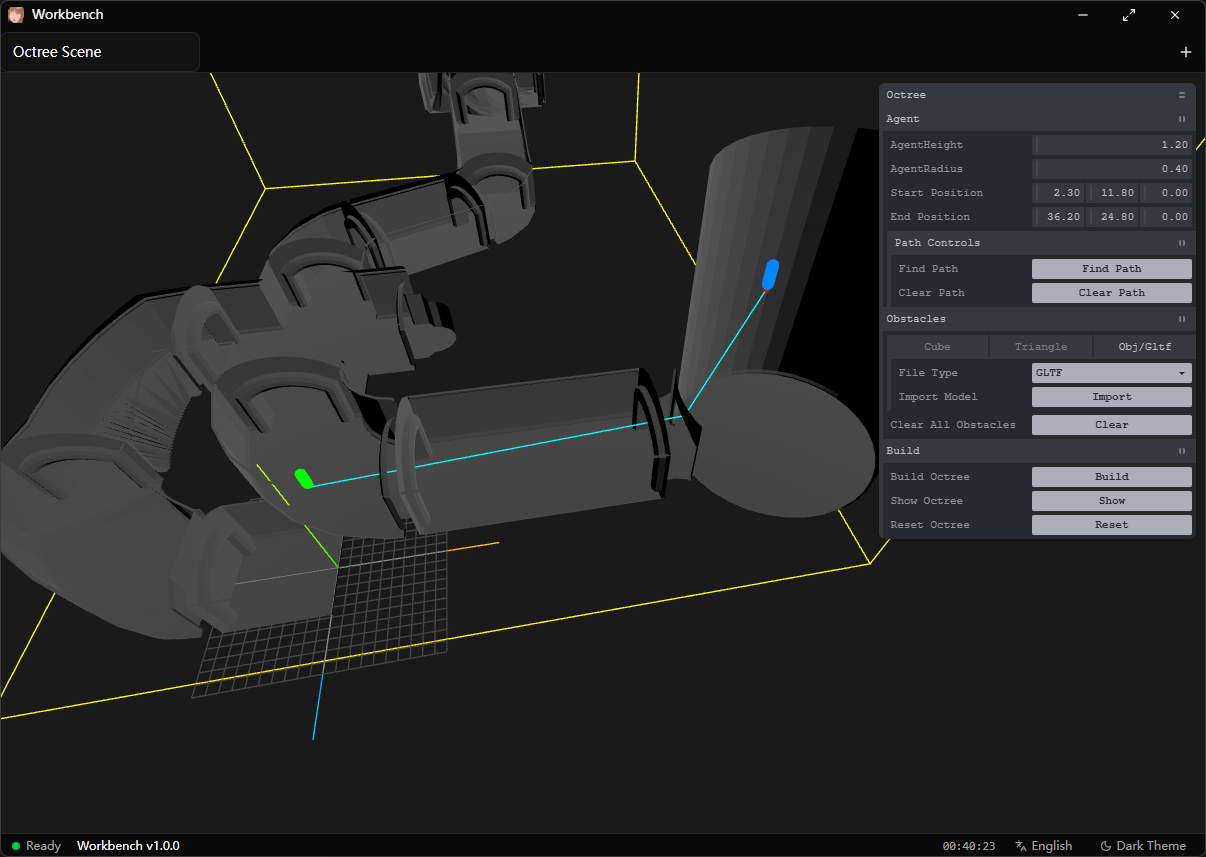 Workbench
Octree Scene
Octree
Agent
AgentHeight 1.20
AgentRadius 0.40
Start Position 2.30 11.80 0.00
End Position 36.20 24.80 0.00
Path Controls
Find Path Find Path
Clear Path Clear Path
Obstacles
Cube Triangle Obj/Gltf
File Type GLTF
Import Model Import
Clear All Obstacles Clear
Build
Build Octree Build
Show Octree Show
Reset Octree Reset
Ready Workbench v1.0.0 00:40:23 English Dark Theme